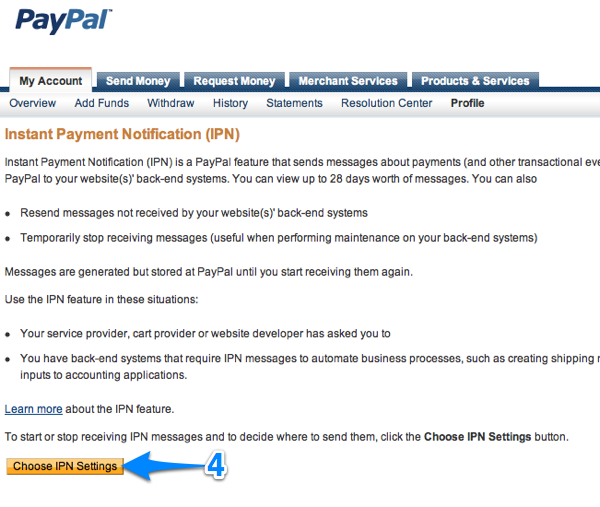 PayPal™
My Account Send Money Request Money Merchant Services Products & Services
Overview Add Funds Withdraw History Statements Resolution Center Profile
Instant Payment Notification (IPN)
Instant Payment Notification (IPN) is a PayPal feature that sends messages about payments (and other transactional eve
PayPal to your website(s)' back-end systems. You can view up to 28 days worth of messages. You can also
• Resend messages not received by your website(s)' back-end systems
• Temporarily stop receiving messages (useful when performing maintenance on your back-end systems)
Messages are generated but stored at PayPal until you start receiving them again.
Use the IPN feature in these situations:
• Your service provider, cart provider or website developer has asked you to
• You have back-end systems that require IPN messages to automate business processes, such as creating shipping r
inputs to accounting applications.
Learn more about the IPN feature.
To start or stop receiving IPN messages and to decide where to send them, click the Choose IPN Settings button.
Choose IPN Settings 4